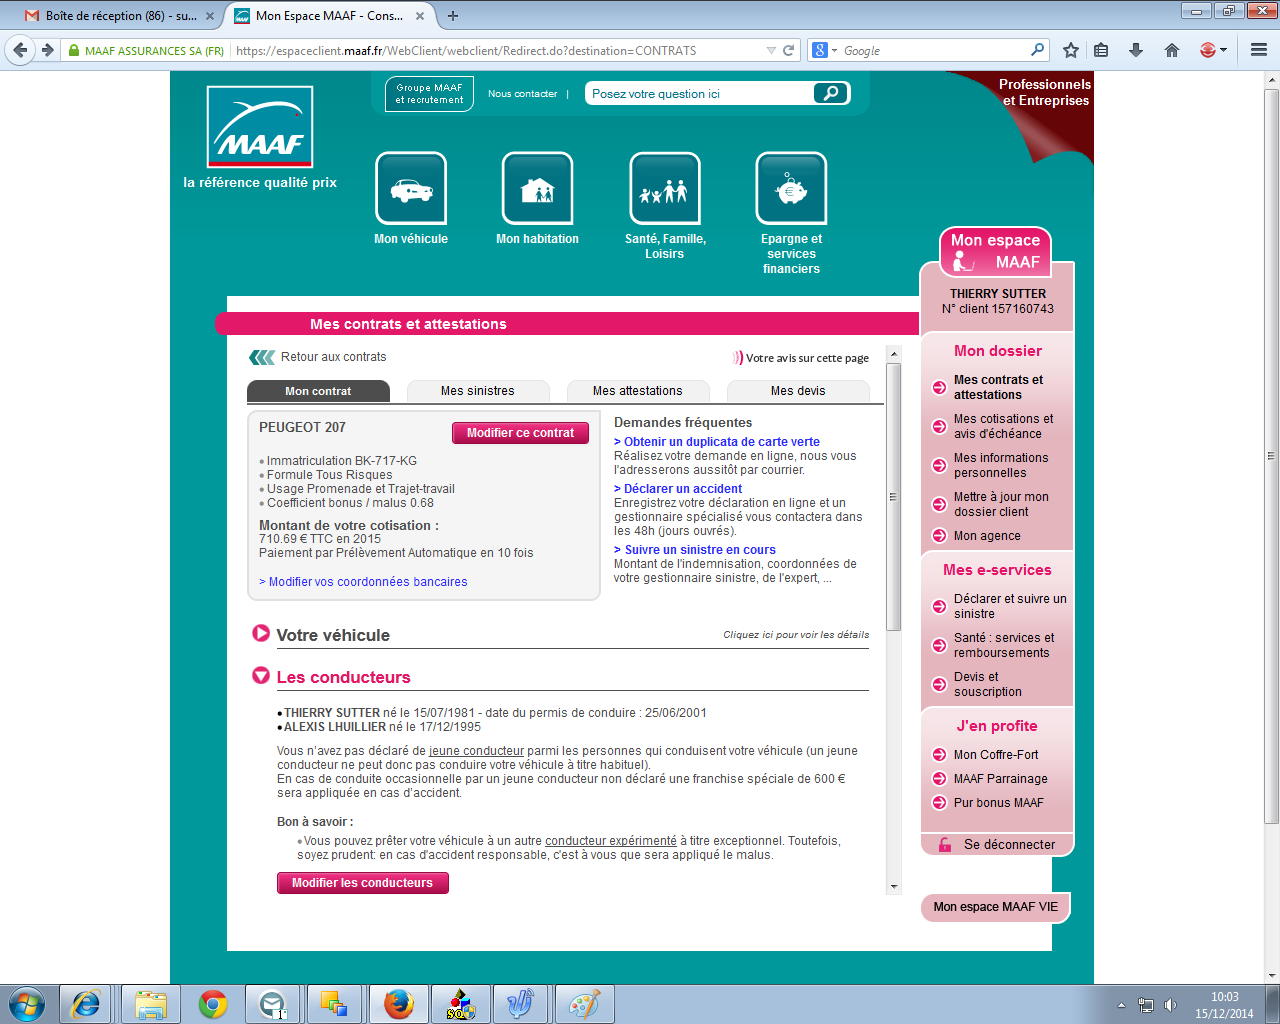 Boîte de réception (86) - su...
Mon Espace MAAF - Cons...
MAAF ASSURANCES SA (FR)
https://espaceclient.maaf.fr/WebClient/webclient/Redirect.do?destination=CONTRATS
Google
MAAF
la référence qualité prix
Groupe MAAF
et recrutement
Nous contacter |
Posez votre question ici
Professionnels
et Entreprises
Mon véhicule
Mon habitation
Santé, Famille,
Loisirs
Epargne et
services
financiers
Mon espace
MAAF
THIERRY SUTTER
N° client 157160743
Mes contrats et attestations
Retour aux contrats
Votre avis sur cette page
Mon contrat
Mes sinistres
Mes attestations
Mes devis
PEUGEOT 207
Modifier ce contrat
Immatriculation BK-717-KG
Formule Tous Risques
Usage Promenade et Trajet-travail
Coefficient bonus / malus 0.68
Montant de votre cotisation :
710.69 € TTC en 2015
Paiement par Prélèvement Automatique en 10 fois
> Modifier vos coordonnées bancaires
Demandes fréquentes
> Obtenir un duplicata de carte verte
Réalisez votre demande en ligne, nous vous
l'adresserons aussitôt par courrier.
> Déclarer un accident
Enregistrez votre déclaration en ligne et un
gestionnaire spécialisé vous contactera dans
les 48h (jours ouvrés).
> Suivre un sinistre en cours
Montant de l'indemnisation, coordonnées de
votre gestionnaire sinistre, de l'expert, ...
Votre véhicule
Cliquez ici pour voir les détails
Les conducteurs
THIERRY SUTTER né le 15/07/1981 - date du permis de conduire : 25/06/2001
ALEXIS LHUILLIER né le 17/12/1995
Vous n'avez pas déclaré de jeune conducteur parmi les personnes qui conduisent votre véhicule (un jeune
conducteur ne peut donc pas conduire votre véhicule à titre habituel).
En cas de conduite occasionnelle par un jeune conducteur non déclaré une franchise spéciale de 600 €
sera appliquée en cas d'accident.
Bon à savoir :
Vous pouvez prêter votre véhicule à un autre conducteur expérimenté à titre exceptionnel. Toutefois,
soyez prudent: en cas d'accident responsable, c'est à vous que sera appliqué le malus.
Modifier les conducteurs
Mon dossier
Mes contrats et
attestations
Mes cotisations et
avis d'échéance
Mes informations
personnelles
Mettre à jour mon
dossier client
Mon agence
Mes e-services
Déclarer et suivre un
sinistre
Santé : services et
remboursements
Devis et
souscription
J'en profite
Mon Coffre-Fort
MAAF Parrainage
Pur bonus MAAF
Se déconnecter
Mon espace MAAF VIE
1
SQL
10:03
15/12/2014